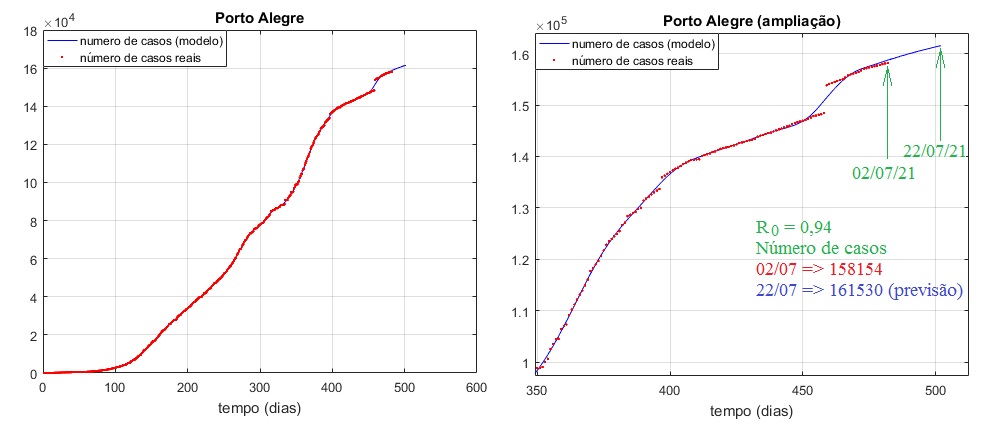 Porto Alegre
×10⁴
18
16
14
12
10
8
6
4
2
0
0 100 200 300 400 500 600
tempo (dias)
numero de casos (modelo)
número de casos reais
Porto Alegre (ampliação)
×10⁵
1.6
1.5
1.4
1.3
1.2
1.1
1
350 400 450 500
tempo (dias)
numero de casos (modelo)
número de casos reais
22/07/21
02/07/21
R₀ = 0,94
Número de casos
02/07 => 158154
22/07 => 161530 (previsão)